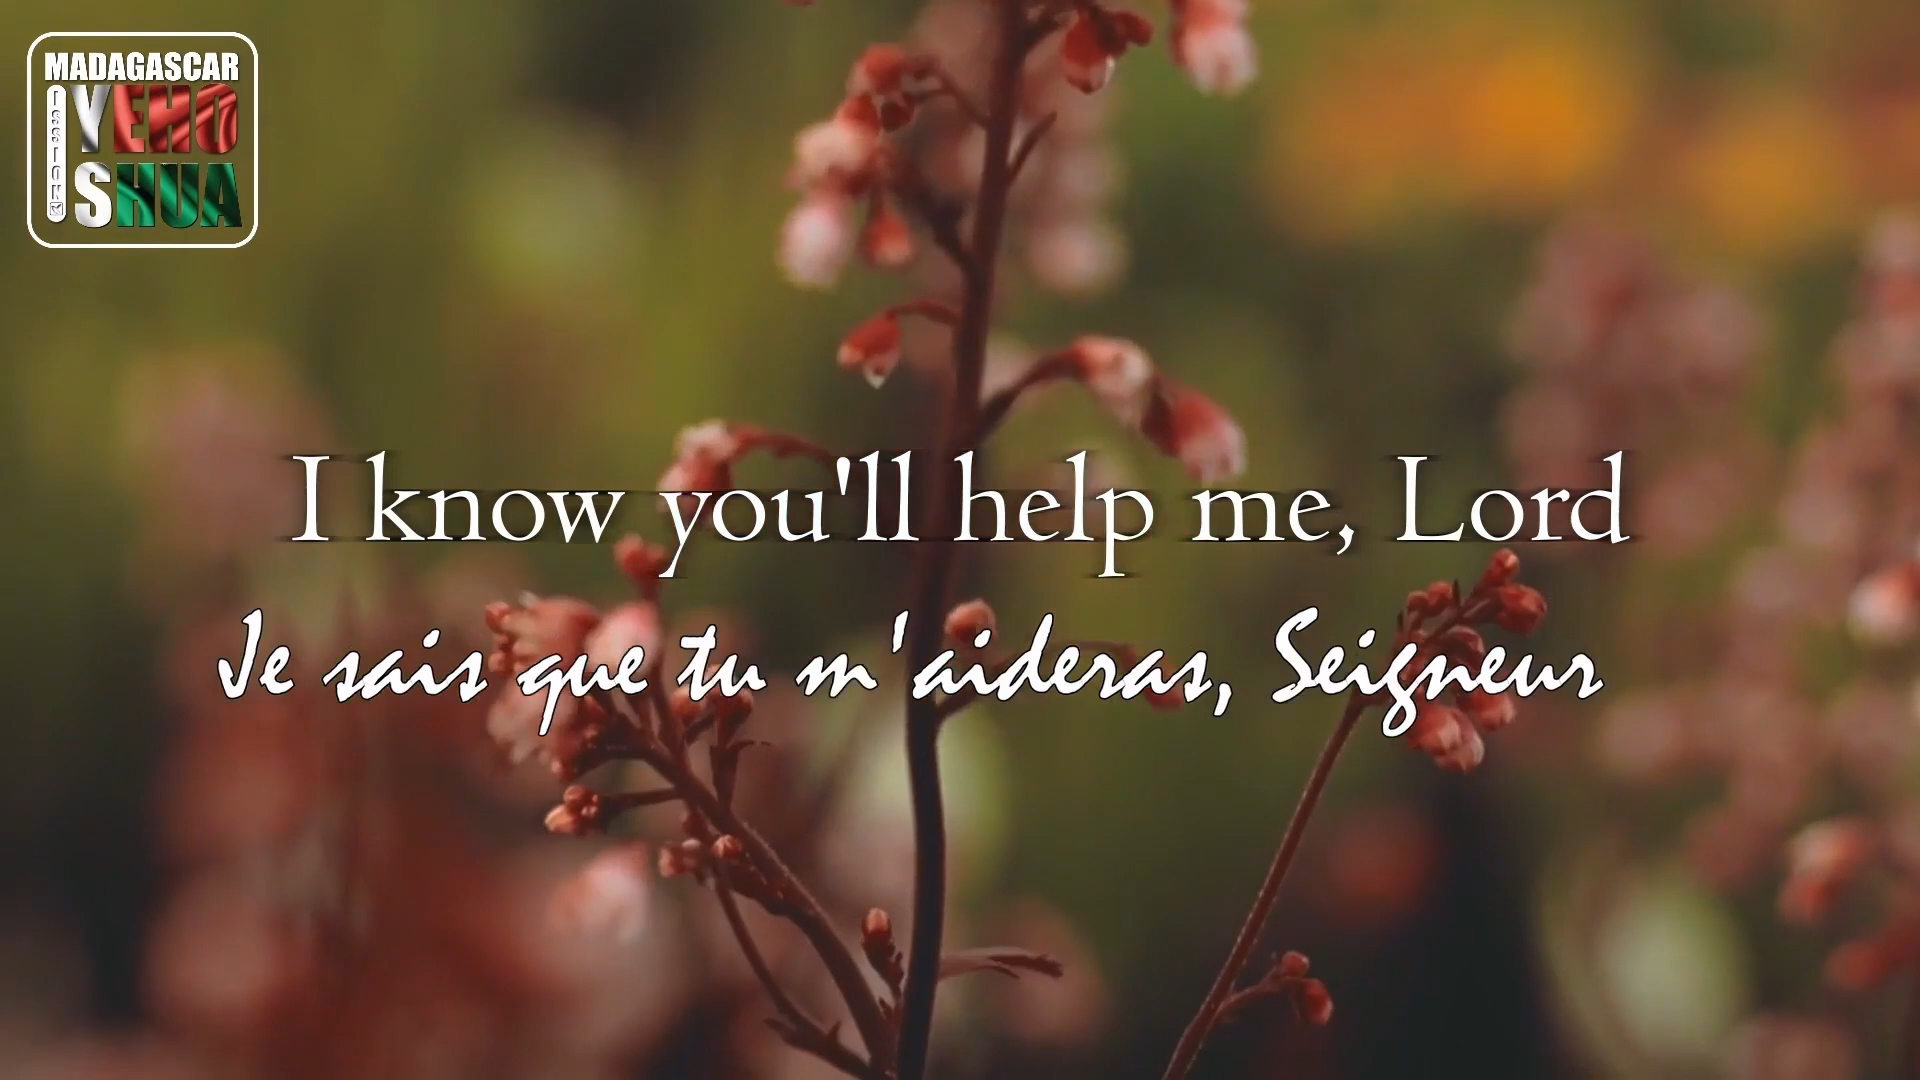 MADAGASCAR
YEHO
SHUA
I know you'll help me, Lord
Je sais que tu m'aideras, Seigneur